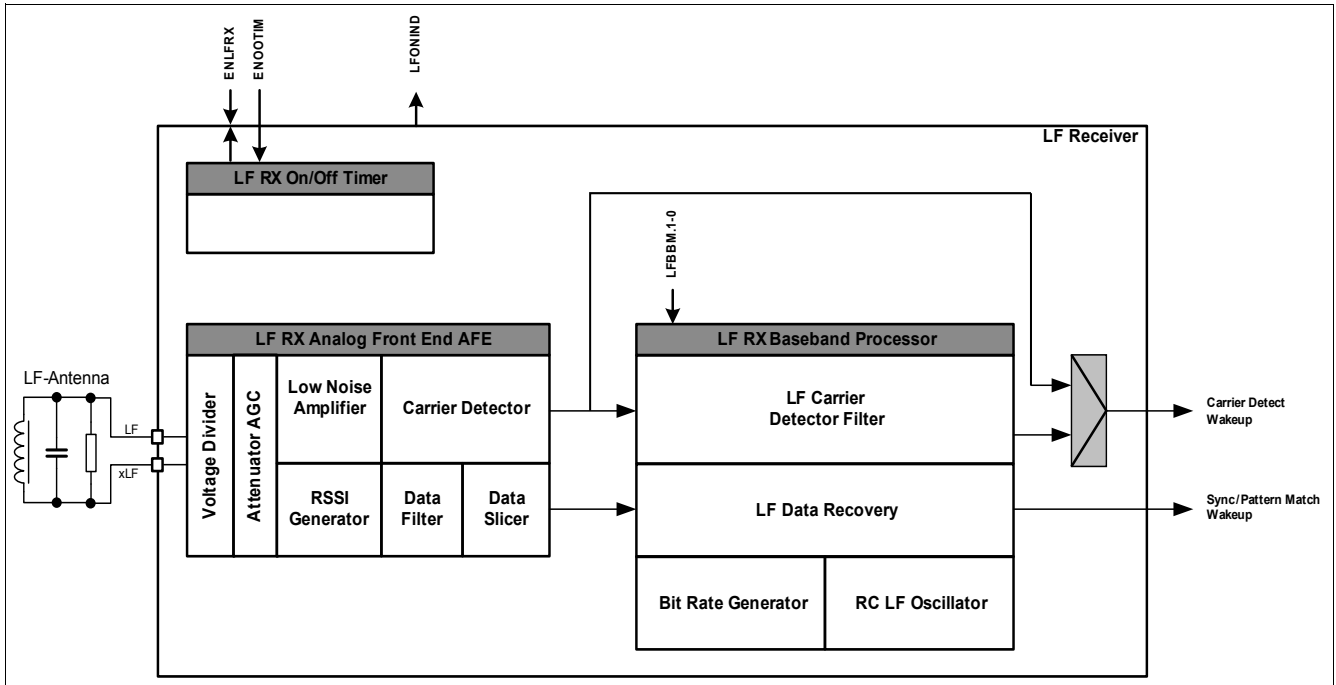 ENLFRX
ENOOTIM
LFONIND
LF Receiver
LF RX On/Off Timer
LFBBM.1-0
LF RX Analog Front End AFE
LF RX Baseband Processor
LF-Antenna
LF
xLF
Voltage Divider
Attenuator AGC
Low Noise
Amplifier
Carrier Detector
RSSI
Generator
Data
Filter
Data
Slicer
LF Carrier
Detector Filter
LF Data Recovery
Bit Rate Generator
RC LF Oscillator
Carrier Detect
Wakeup
Sync/Pattern Match
Wakeup